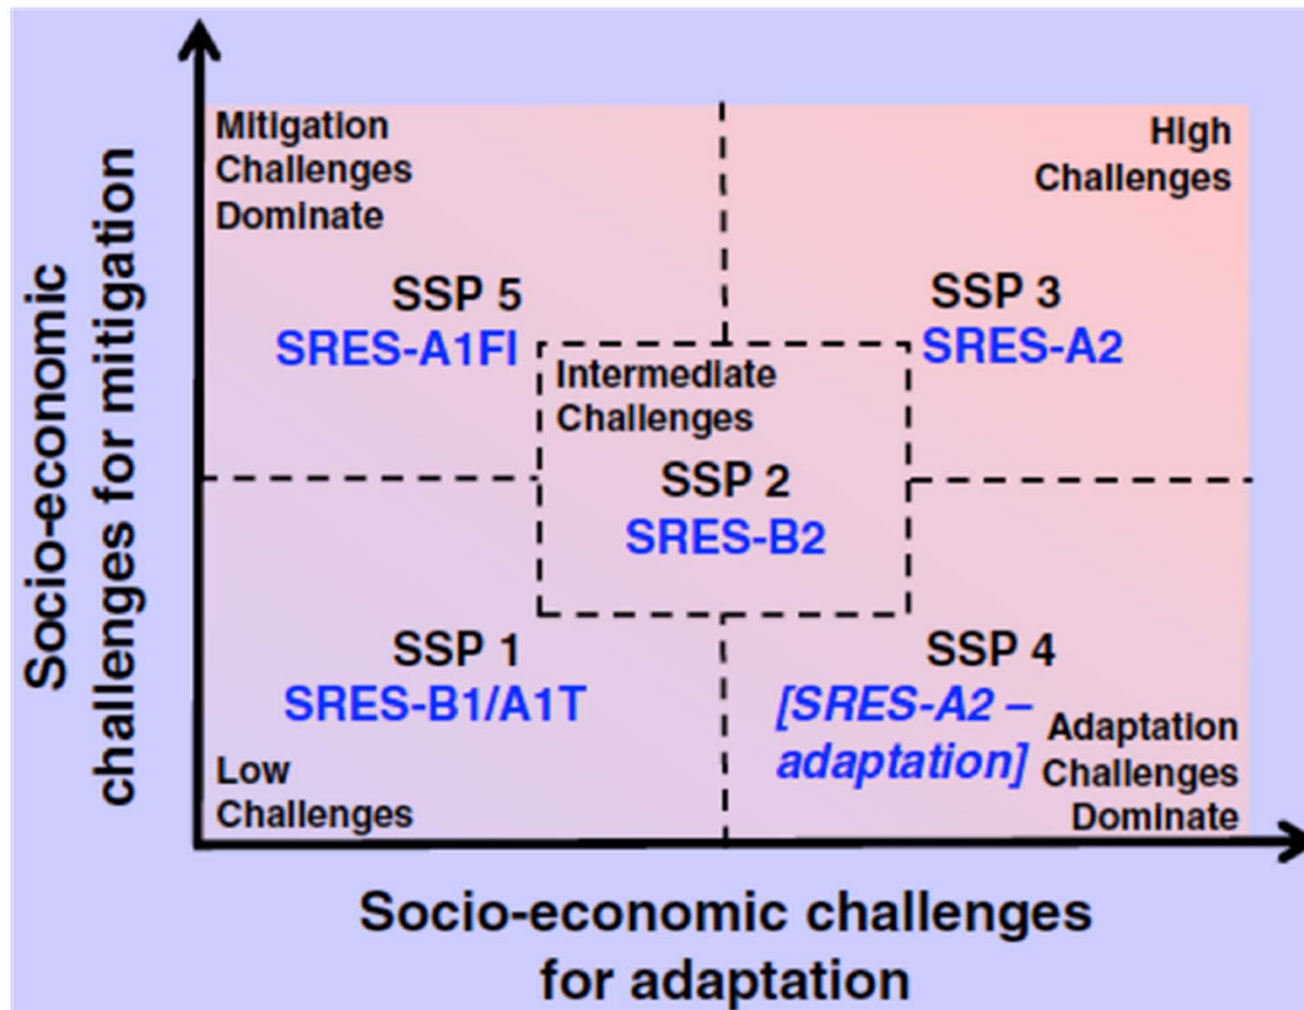 Socio-economic
challenges for mitigation
Mitigation
Challenges
Dominate
High
Challenges
SSP 5
SRES-A1FI
SSP 3
SRES-A2
Intermediate
Challenges
SSP 2
SRES-B2
SSP 1
SRES-B1/A1T
Low
Challenges
SSP 4
[SRES-A2 –
adaptation]
Adaptation
Challenges
Dominate
Socio-economic challenges
for adaptation